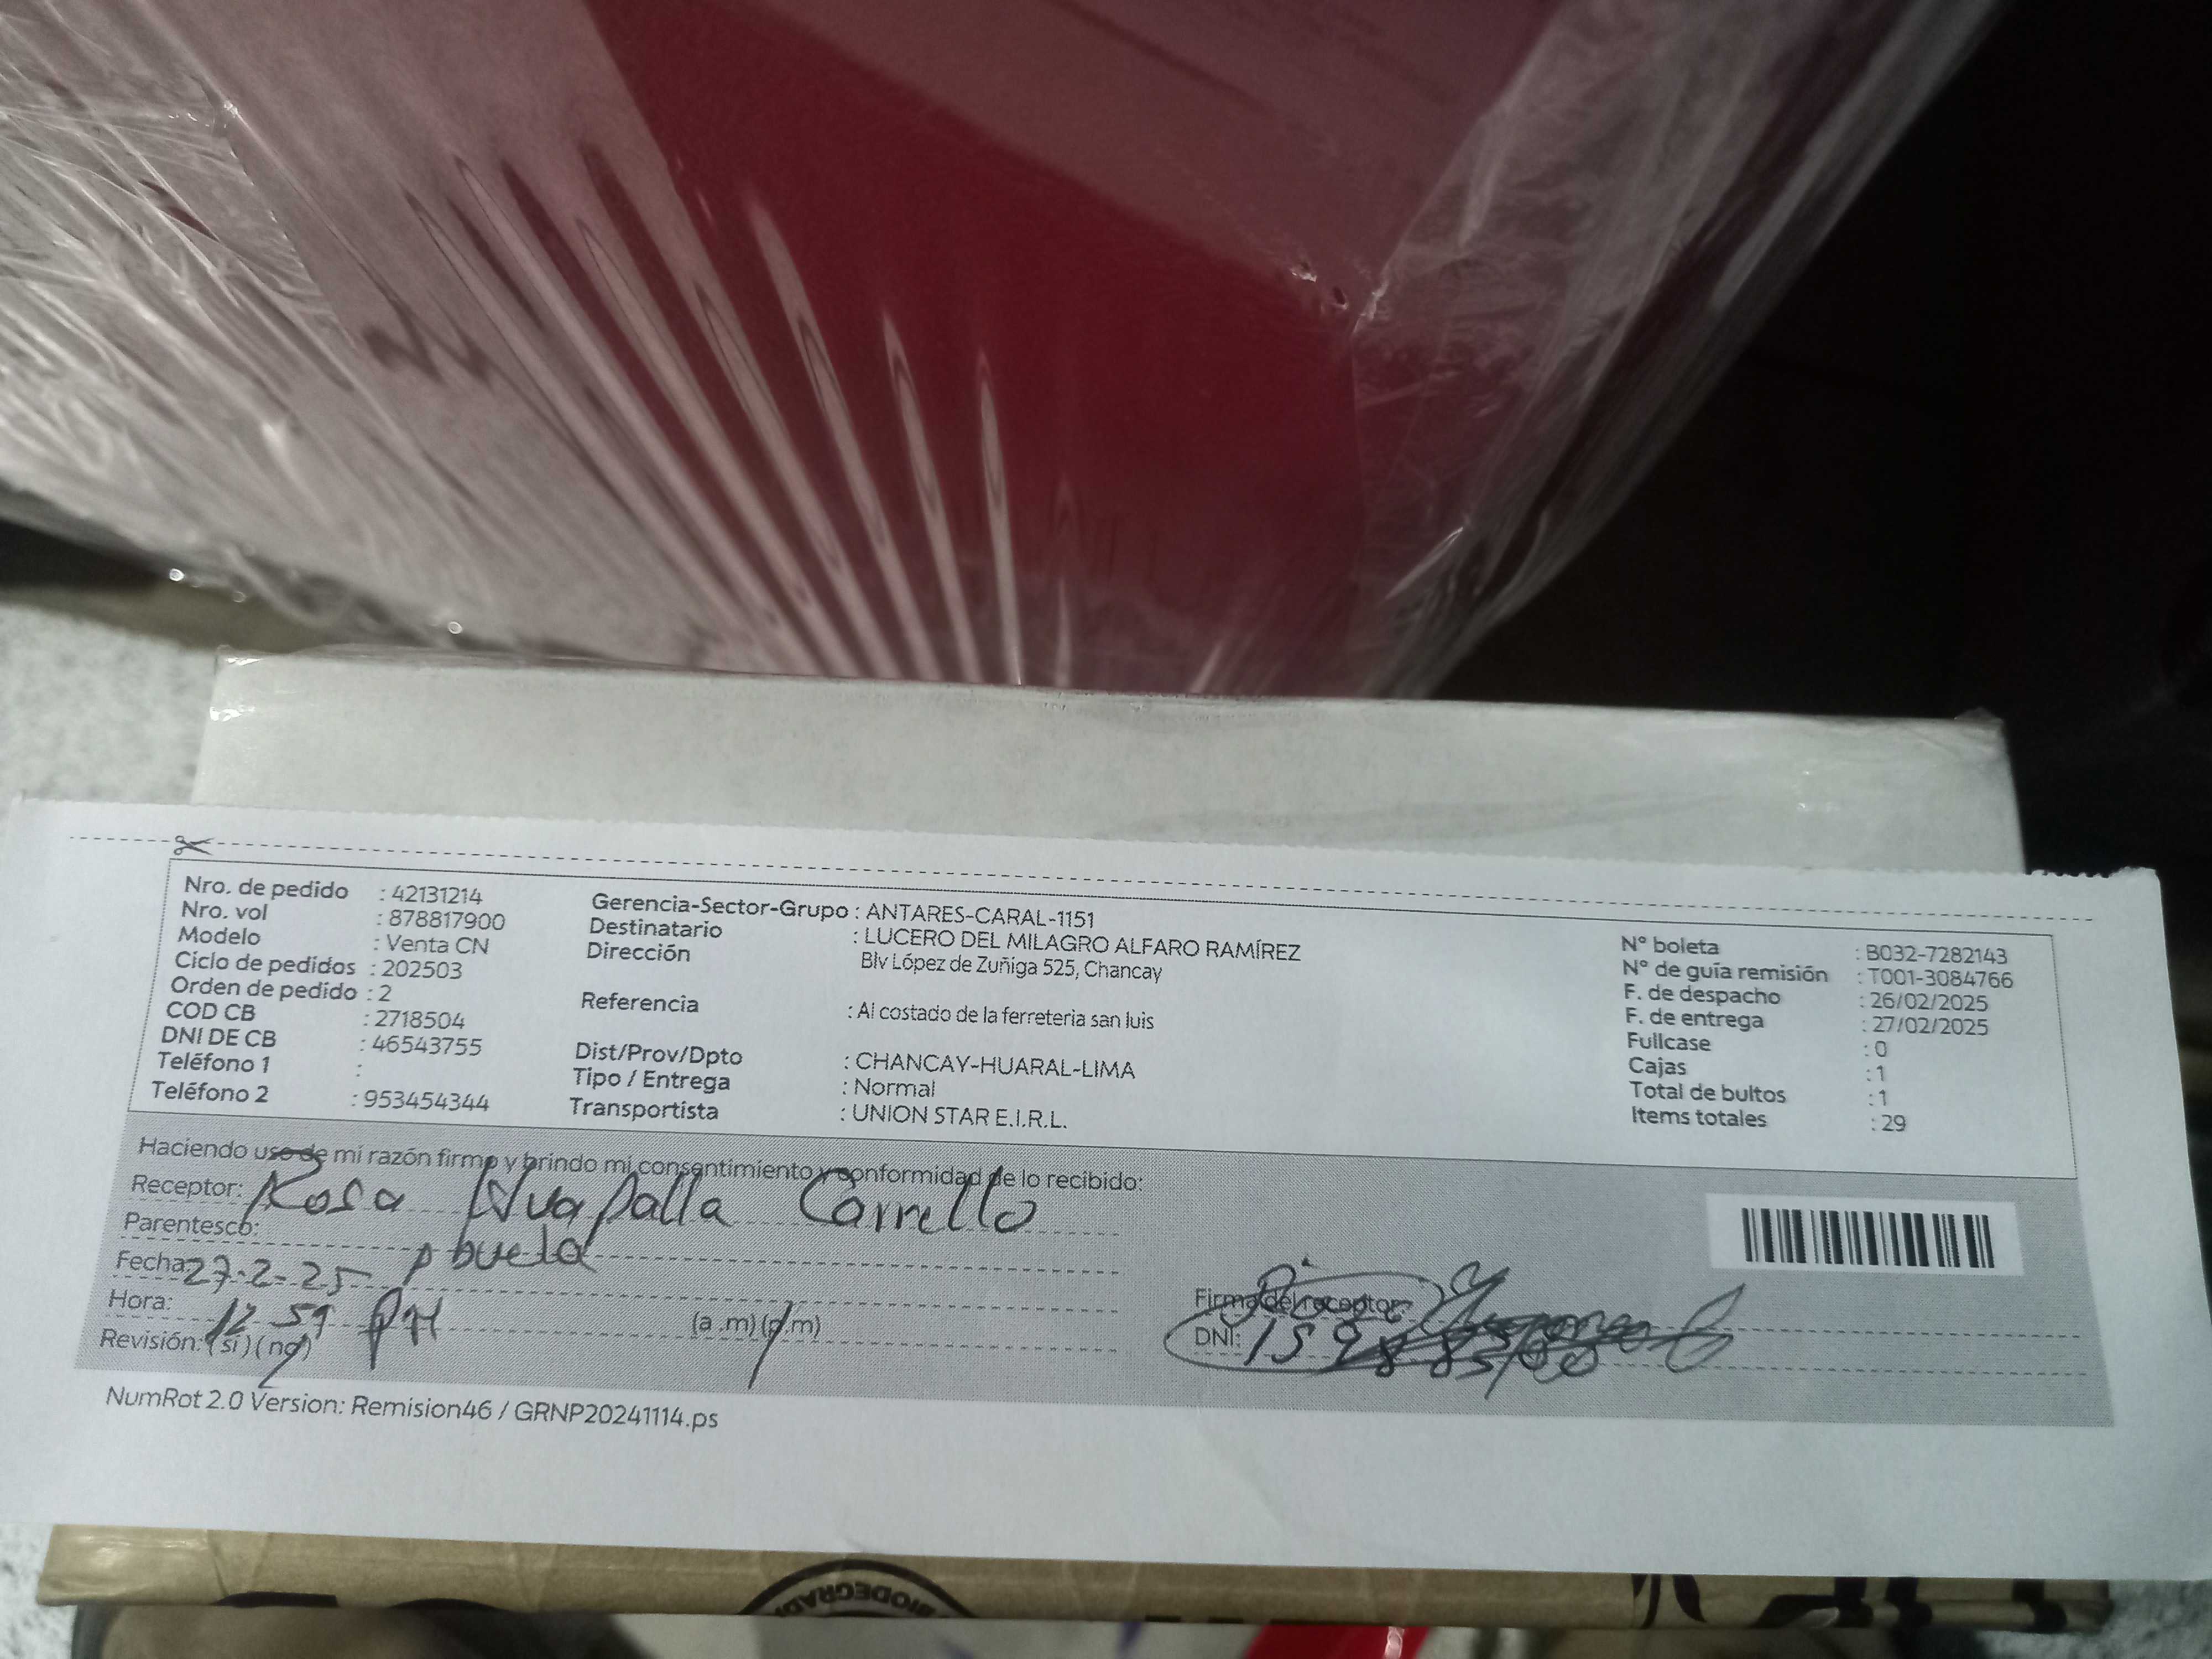 Nro. de pedido : 42131214
Nro. vol : 878817900
Modelo : Venta CN
Ciclo de pedidos : 202503
Orden de pedido : 2
COD CB : 2718504
DNI DE CB : 46543755
Teléfono 1 :
Teléfono 2 : 953454344
Gerencia-Sector-Grupo : ANTARES-CARAL-1151
Destinatario : LUCERO DEL MILAGRO ALFARO RAMÍREZ
Dirección Blv López de Zuñiga 525, Chancay
Referencia : Al costado de la ferreteria san luis
Dist/Prov/Dpto : CHANCAY-HUARAL-LIMA
Tipo / Entrega : Normal
Transportista : UNION STAR E.I.R.L.
N° boleta : B032-7282143
N° de guía remisión : T001-3084766
F. de despacho : 26/02/2025
F. de entrega : 27/02/2025
Fullcase : 0
Cajas : 1
Total de bultos : 1
Items totales : 29
Haciendo uso de mi razón firmo y brindo mi consentimiento y conformidad de lo recibido:
Receptor: Rosa
Parentesco: Abuela
Fecha: 27-2-25
Hora: 12 59 PM (a .m) (p.m)
Revisión: (si) (no)
Firma del receptor:
DNI:
NumRot 2.0 Version: Remision46 / GRNP20241114.ps